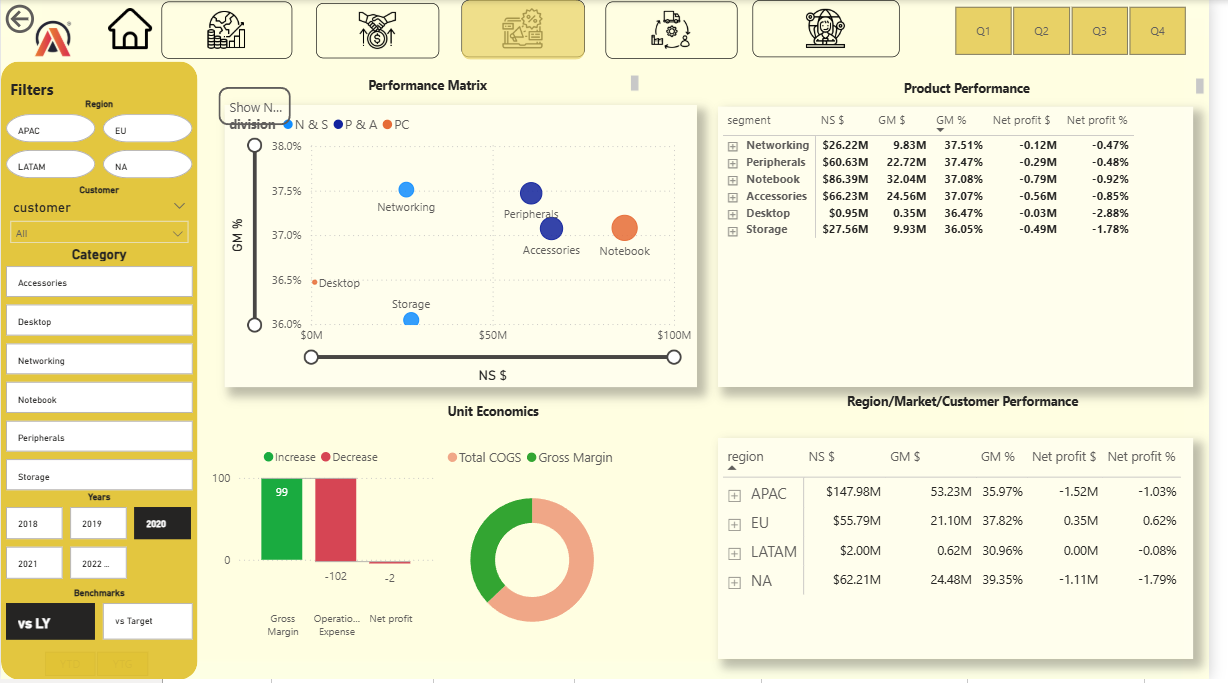 Q1 Q2 Q3 Q4
Filters
Region
APAC EU
LATAM NA
Customer
customer
All
Category
Accessories
Desktop
Networking
Notebook
Peripherals
Storage
Years
2018 2019 2020
2021 2022 ..
Benchmarks
vs LY vs Target
Performance Matrix
Show N...
division N & S P & A PC
38.0%
37.5%
37.0%
36.5%
36.0%
GM %
Networking
Peripherals
Accessories
Notebook
Desktop
Storage
$0M $50M $100M
NS $
Product Performance
segment NS $ GM $ GM % Net profit $ Net profit %
Networking $26.22M 9.83M 37.51% -0.12M -0.47%
Peripherals $60.63M 22.72M 37.47% -0.29M -0.48%
Notebook $86.39M 32.04M 37.08% -0.79M -0.92%
Accessories $66.23M 24.56M 37.07% -0.56M -0.85%
Desktop $0.95M 0.35M 36.47% -0.03M -2.88%
Storage $27.56M 9.93M 36.05% -0.49M -1.78%
Unit Economics
Increase Decrease
100
0
99
-102
-2
Gross Margin
Operatio... Expense
Net profit
Total COGS Gross Margin
Region/Market/Customer Performance
region NS $ GM $ GM % Net profit $ Net profit %
APAC $147.98M 53.23M 35.97% -1.52M -1.03%
EU $55.79M 21.10M 37.82% 0.35M 0.62%
LATAM $2.00M 0.62M 30.96% 0.00M -0.08%
NA $62.21M 24.48M 39.35% -1.11M -1.79%